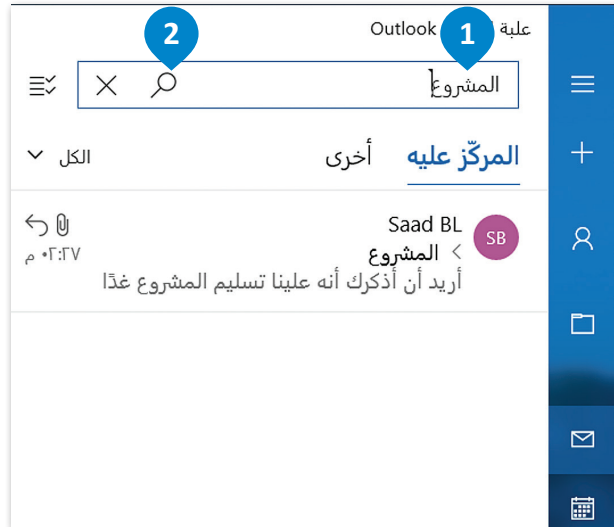 علبة Outlook
1
2
المشروع
المركّز عليه
أخرى
الكل
SB
Saad BL
المشروع
٠٢:٢٧ م
أريد أن أذكرك أنه علينا تسليم المشروع غدًا